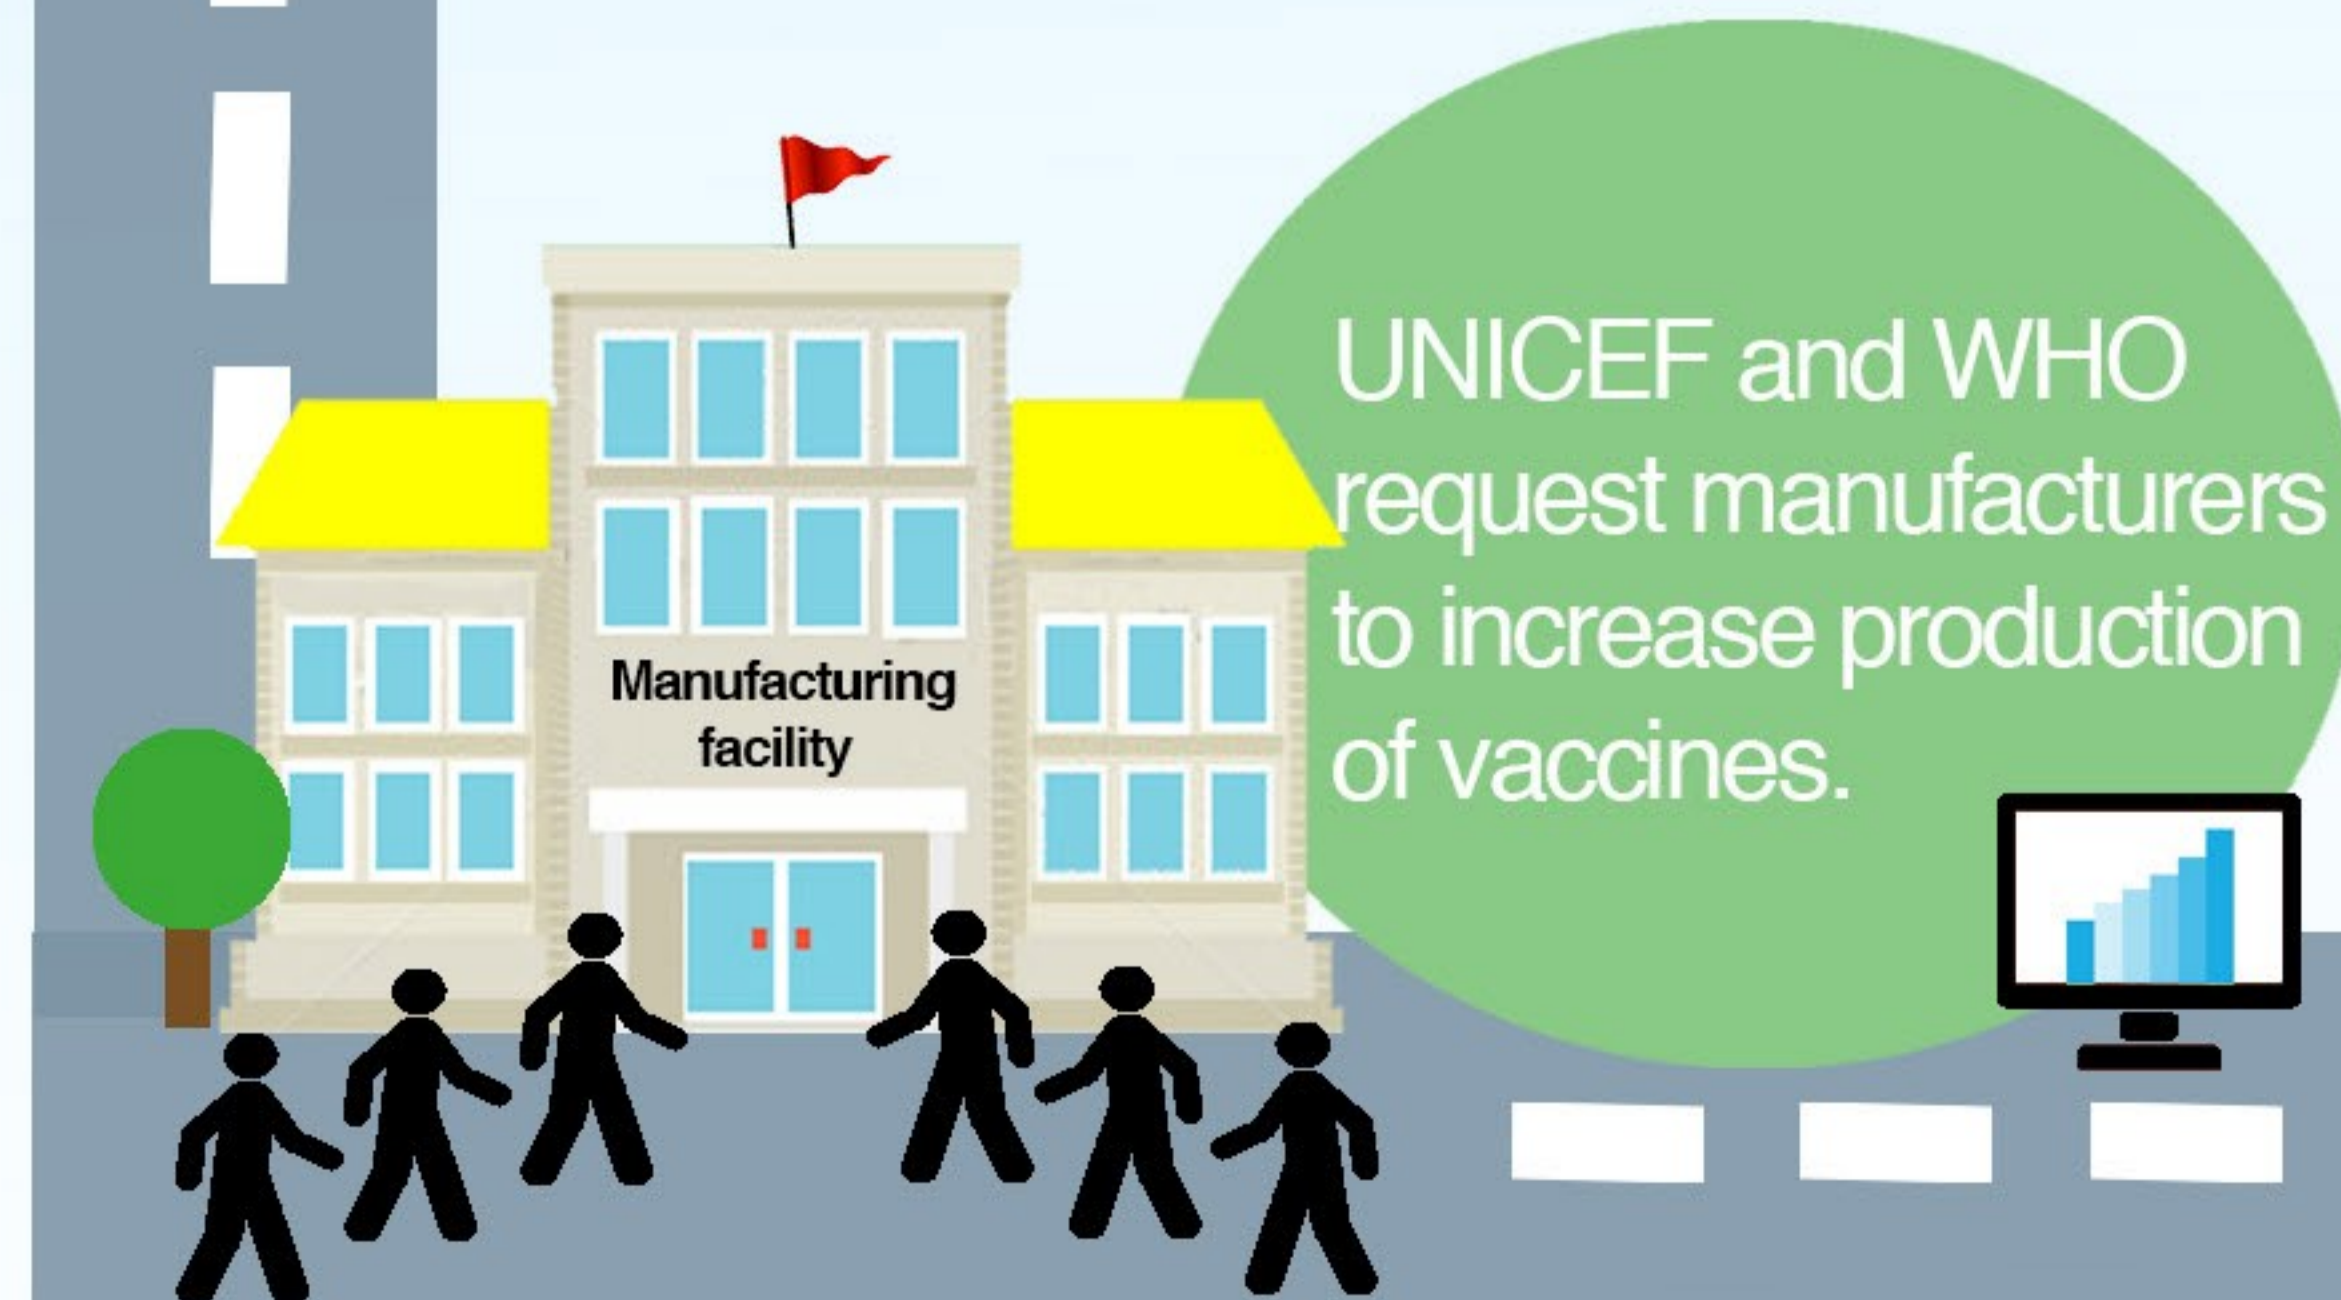 Manufacturing
facility
UNICEF and WHO
request manufacturers
to increase production
of vaccines.